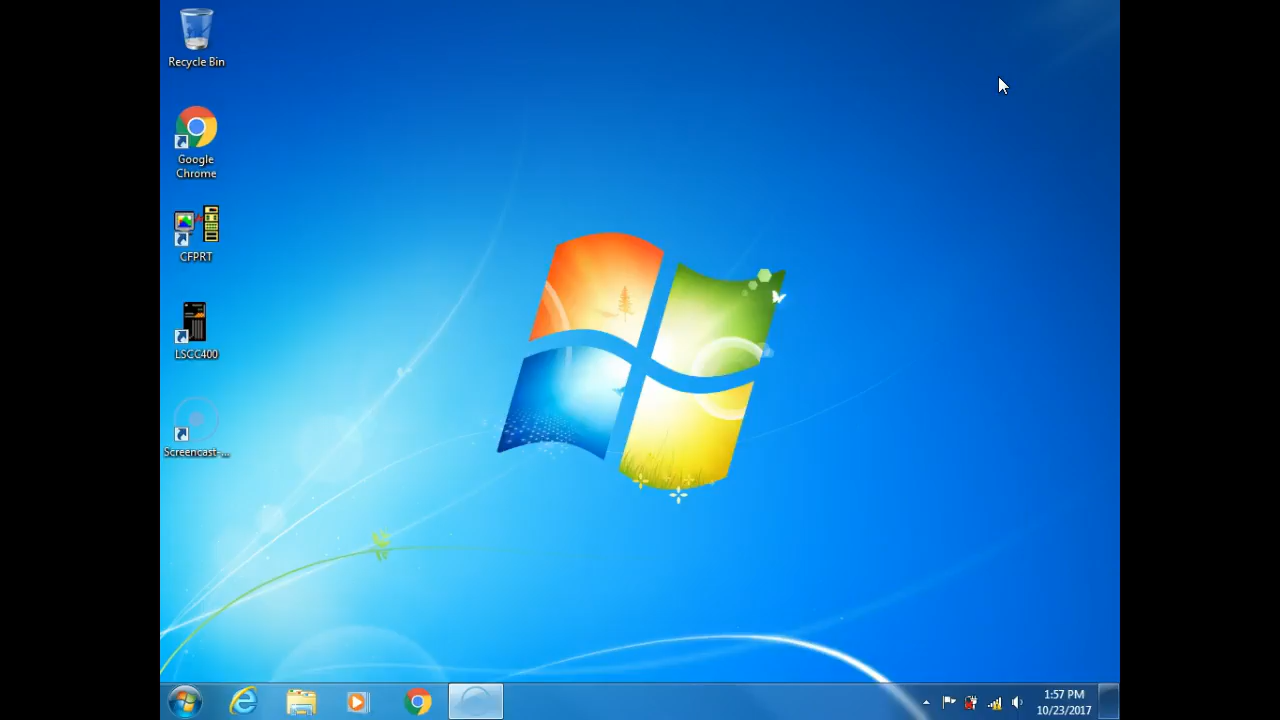 Recycle Bin
Google
Chrome
CFPRT
LSCC400
Screencast-...
1:57 PM
10/23/2017